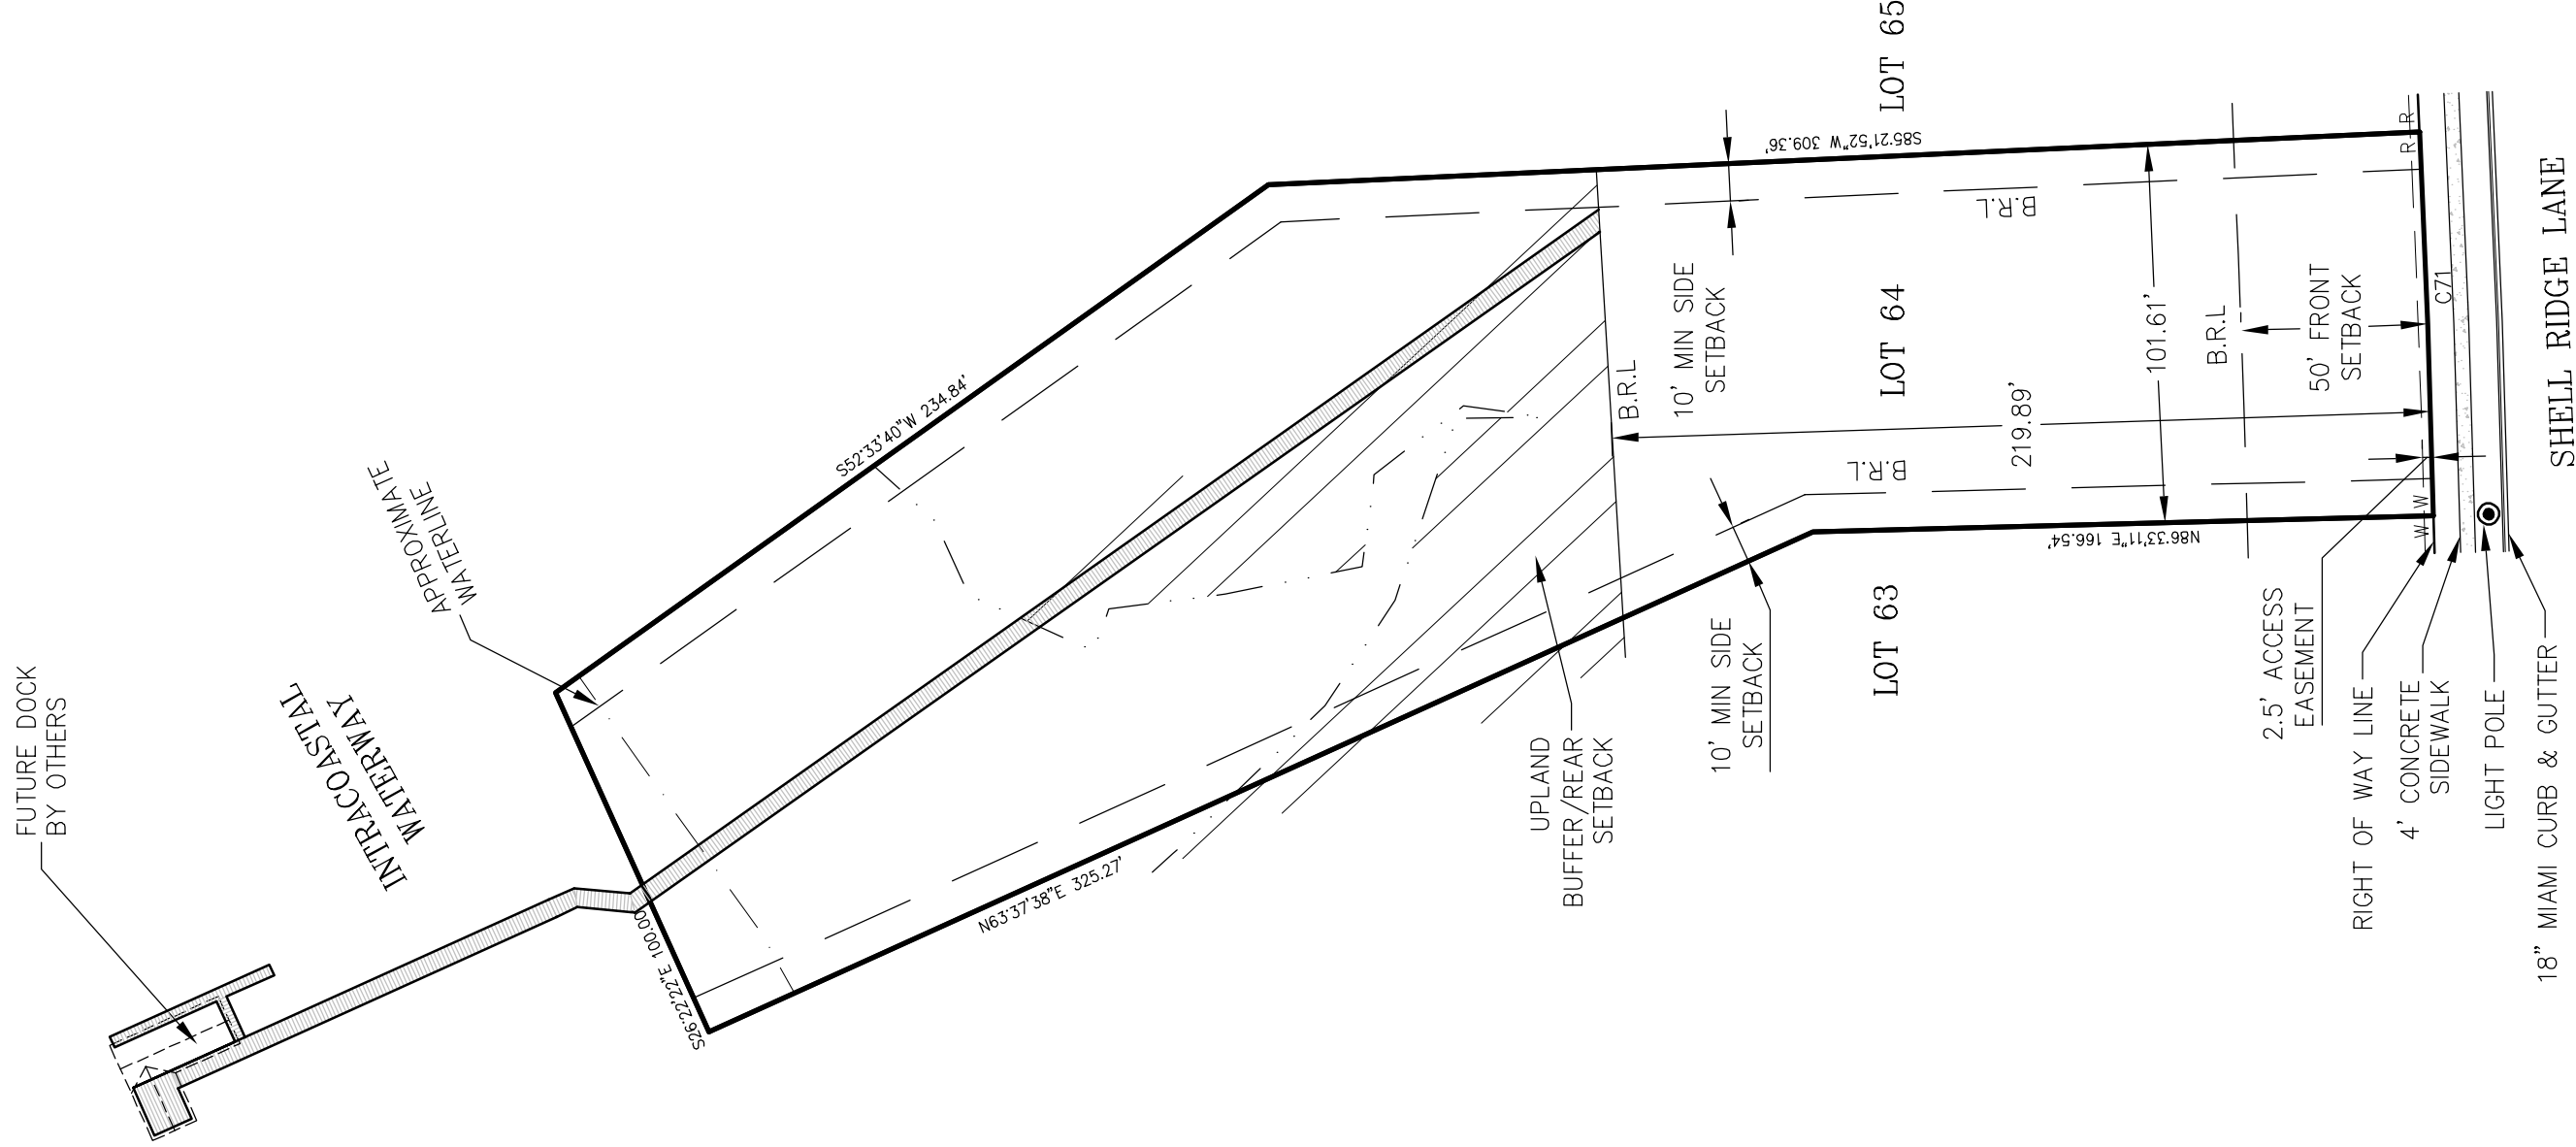 FUTURE DOCK
BY OTHERS
INTRACOASTAL
WATERWAY
APPROXIMATE
WATERLINE
S52°33'40"W 234.84'
S26°22'22"E 100.00'
N63°37'38"E 325.27'
S85°21'52"W 309.36'
N86°33'11"E 166.54'
UPLAND
BUFFER/REAR
SETBACK
B.R.L
10' MIN SIDE
SETBACK
10' MIN SIDE
SETBACK
LOT 65
LOT 64
LOT 63
B.R.L
B.R.L
219.89'
101.61'
B.R.L
50' FRONT
SETBACK
2.5' ACCESS
EASEMENT
R R
W W
C71
RIGHT OF WAY LINE
4' CONCRETE
SIDEWALK
LIGHT POLE
18" MIAMI CURB & GUTTER
SHELL RIDGE LANE